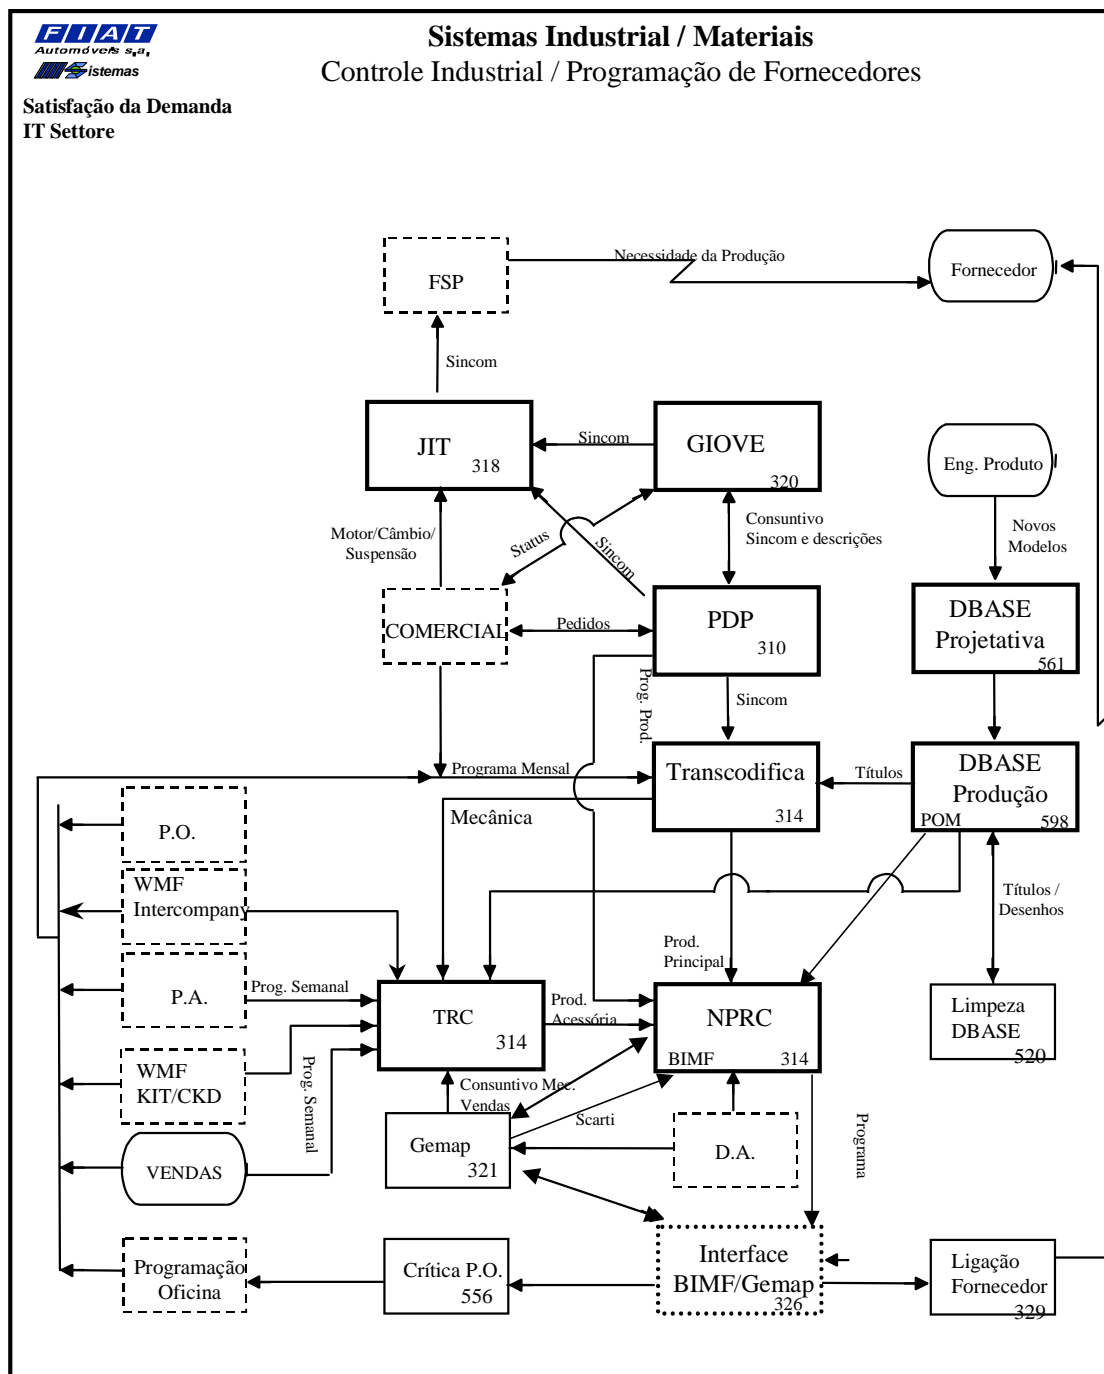 FIAT
Automóveis s,a,
Sistemas
Sistemas Industrial / Materiais
Controle Industrial / Programação de Fornecedores
Satisfação da Demanda
IT Settore
FSP
Necessidade da Produção
Fornecedor
Sincom
JIT
318
Sincom
GIOVE
320
Eng. Produto
Motor/Câmbio/
Suspensão
Status
Sincom
Consuntivo
Sincom e descrições
Novos
Modelos
COMERCIAL
Pedidos
PDP
310
DBASE
Projetativa
561
Prog. Prod.
Sincom
Programa Mensal
Transcodifica
314
Títulos
DBASE
Produção
POM
598
Mecânica
P.O.
WMF
Intercompany
Títulos /
Desenhos
Prod.
Principal
P.A.
Prog. Semanal
TRC
314
Prod.
Acessória
NPRC
BIMF
314
Limpeza
DBASE
520
WMF
KIT/CKD
Prog. Semanal
Consuntivo Mec.
Vendas
Scarti
Programa
VENDAS
Gemap
321
D.A.
Programação
Oficina
Crítica P.O.
556
Interface
BIMF/Gemap
326
Ligação
Fornecedor
329